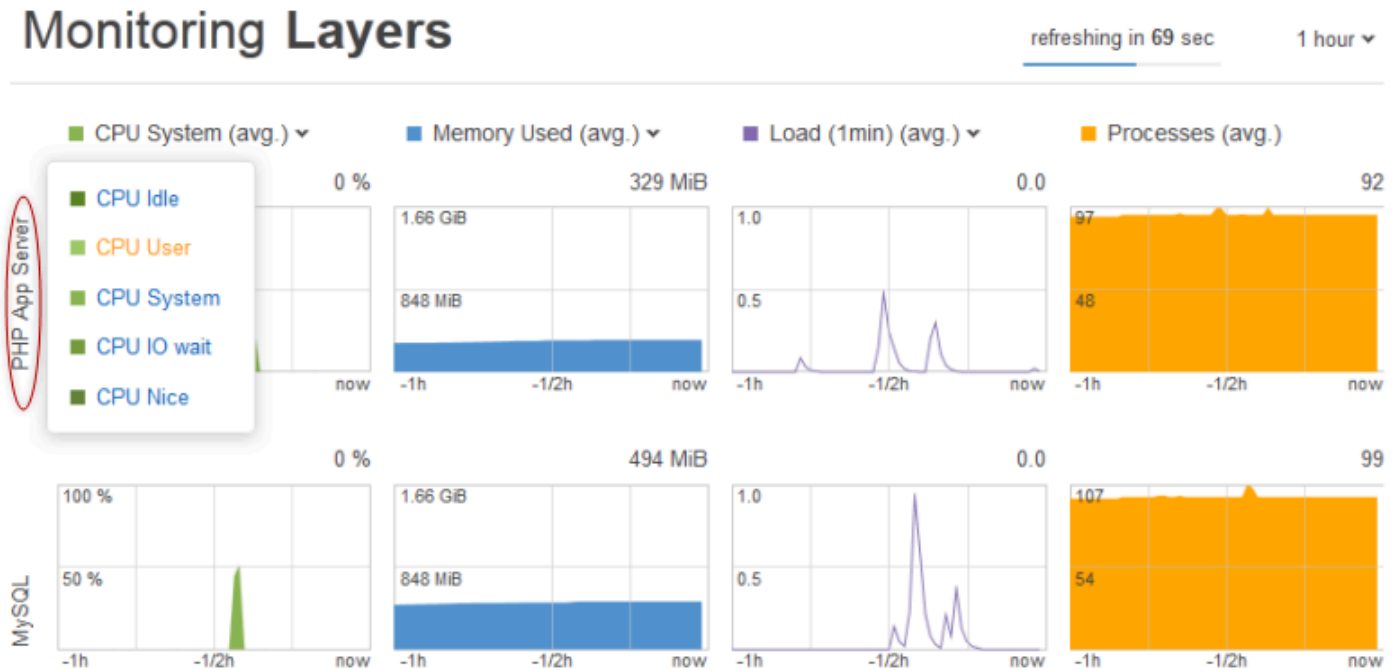 Monitoring Layers
refreshing in 69 sec
1 hour
CPU System (avg.)
Memory Used (avg.)
Load (1min) (avg.)
Processes (avg.)
PHP App Server
CPU Idle
CPU User
CPU System
CPU IO wait
CPU Nice
0 %
now
329 MiB
1.66 GiB
848 MiB
-1h -1/2h now
0.0
1.0
0.5
-1h -1/2h now
92
97
48
-1h -1/2h now
MySQL
0 %
100 %
50 %
-1h -1/2h now
494 MiB
1.66 GiB
848 MiB
-1h -1/2h now
0.0
1.0
0.5
-1h -1/2h now
99
107
54
-1h -1/2h now